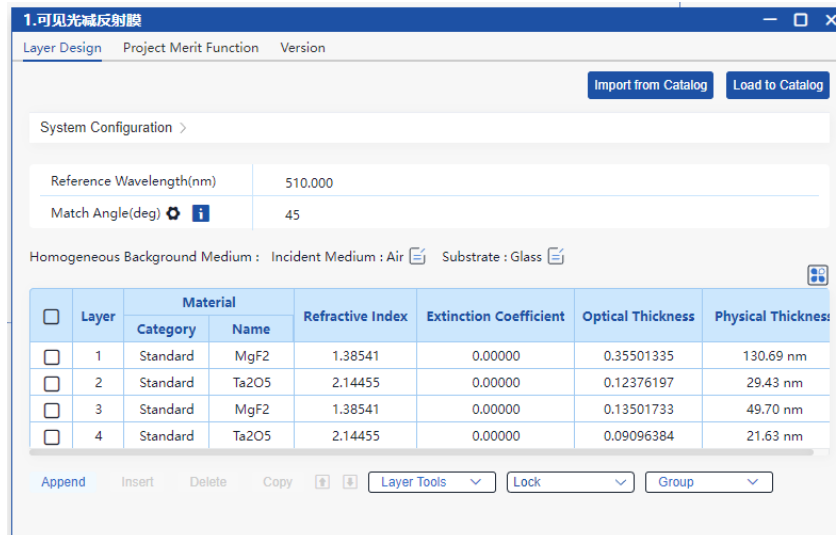 1.可见光减反射膜
Layer Design Project Merit Function Version
Import from Catalog Load to Catalog
System Configuration >
Reference Wavelength(nm) 510.000
Match Angle(deg) i 45
Homogeneous Background Medium : Incident Medium : Air Substrate : Glass
Layer Material Refractive Index Extinction Coefficient Optical Thickness Physical Thickness
Category Name
1 Standard MgF2 1.38541 0.00000 0.35501335 130.69 nm
2 Standard Ta2O5 2.14455 0.00000 0.12376197 29.43 nm
3 Standard MgF2 1.38541 0.00000 0.13501733 49.70 nm
4 Standard Ta2O5 2.14455 0.00000 0.09096384 21.63 nm
Append Insert Delete Copy Layer Tools Lock Group